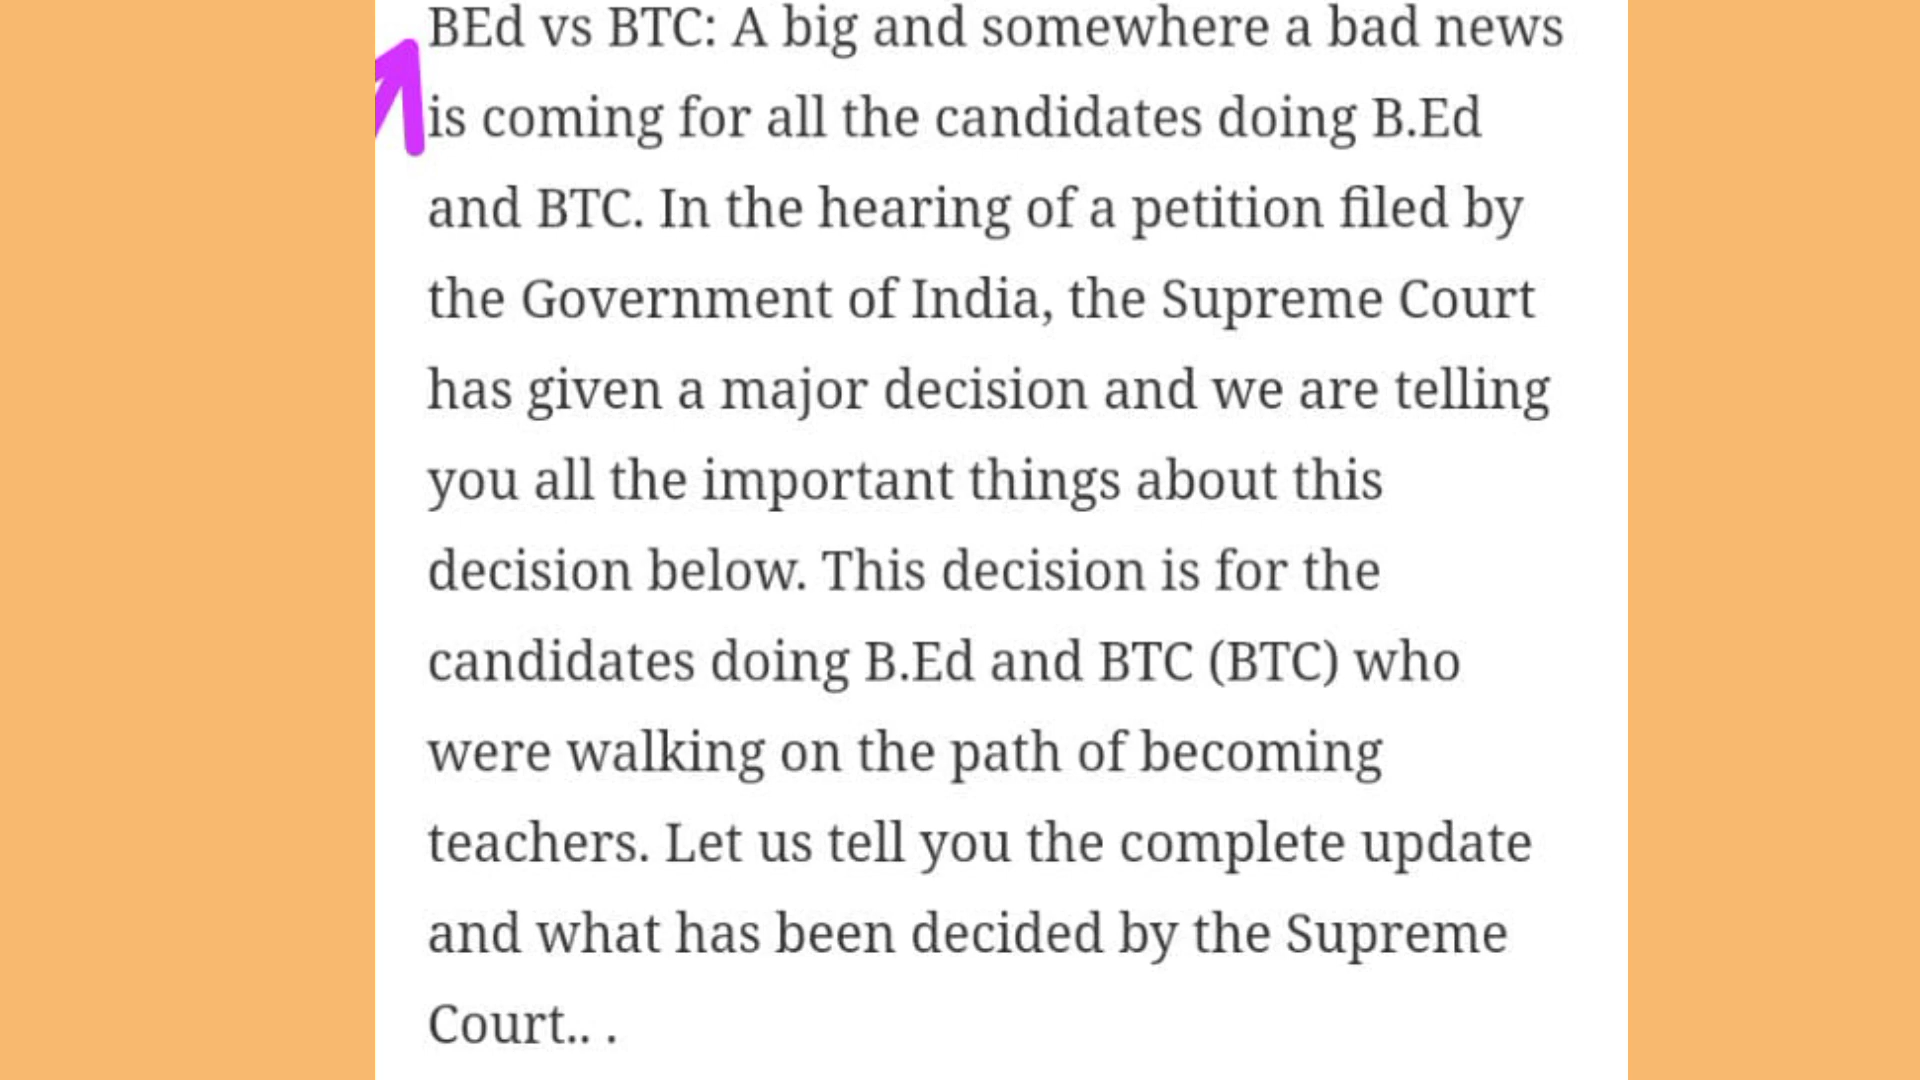 BEd vs BTC: A big and somewhere a bad news
is coming for all the candidates doing B.Ed
and BTC. In the hearing of a petition filed by
the Government of India, the Supreme Court
has given a major decision and we are telling
you all the important things about this
decision below. This decision is for the
candidates doing B.Ed and BTC (BTC) who
were walking on the path of becoming
teachers. Let us tell you the complete update
and what has been decided by the Supreme
Court.. .